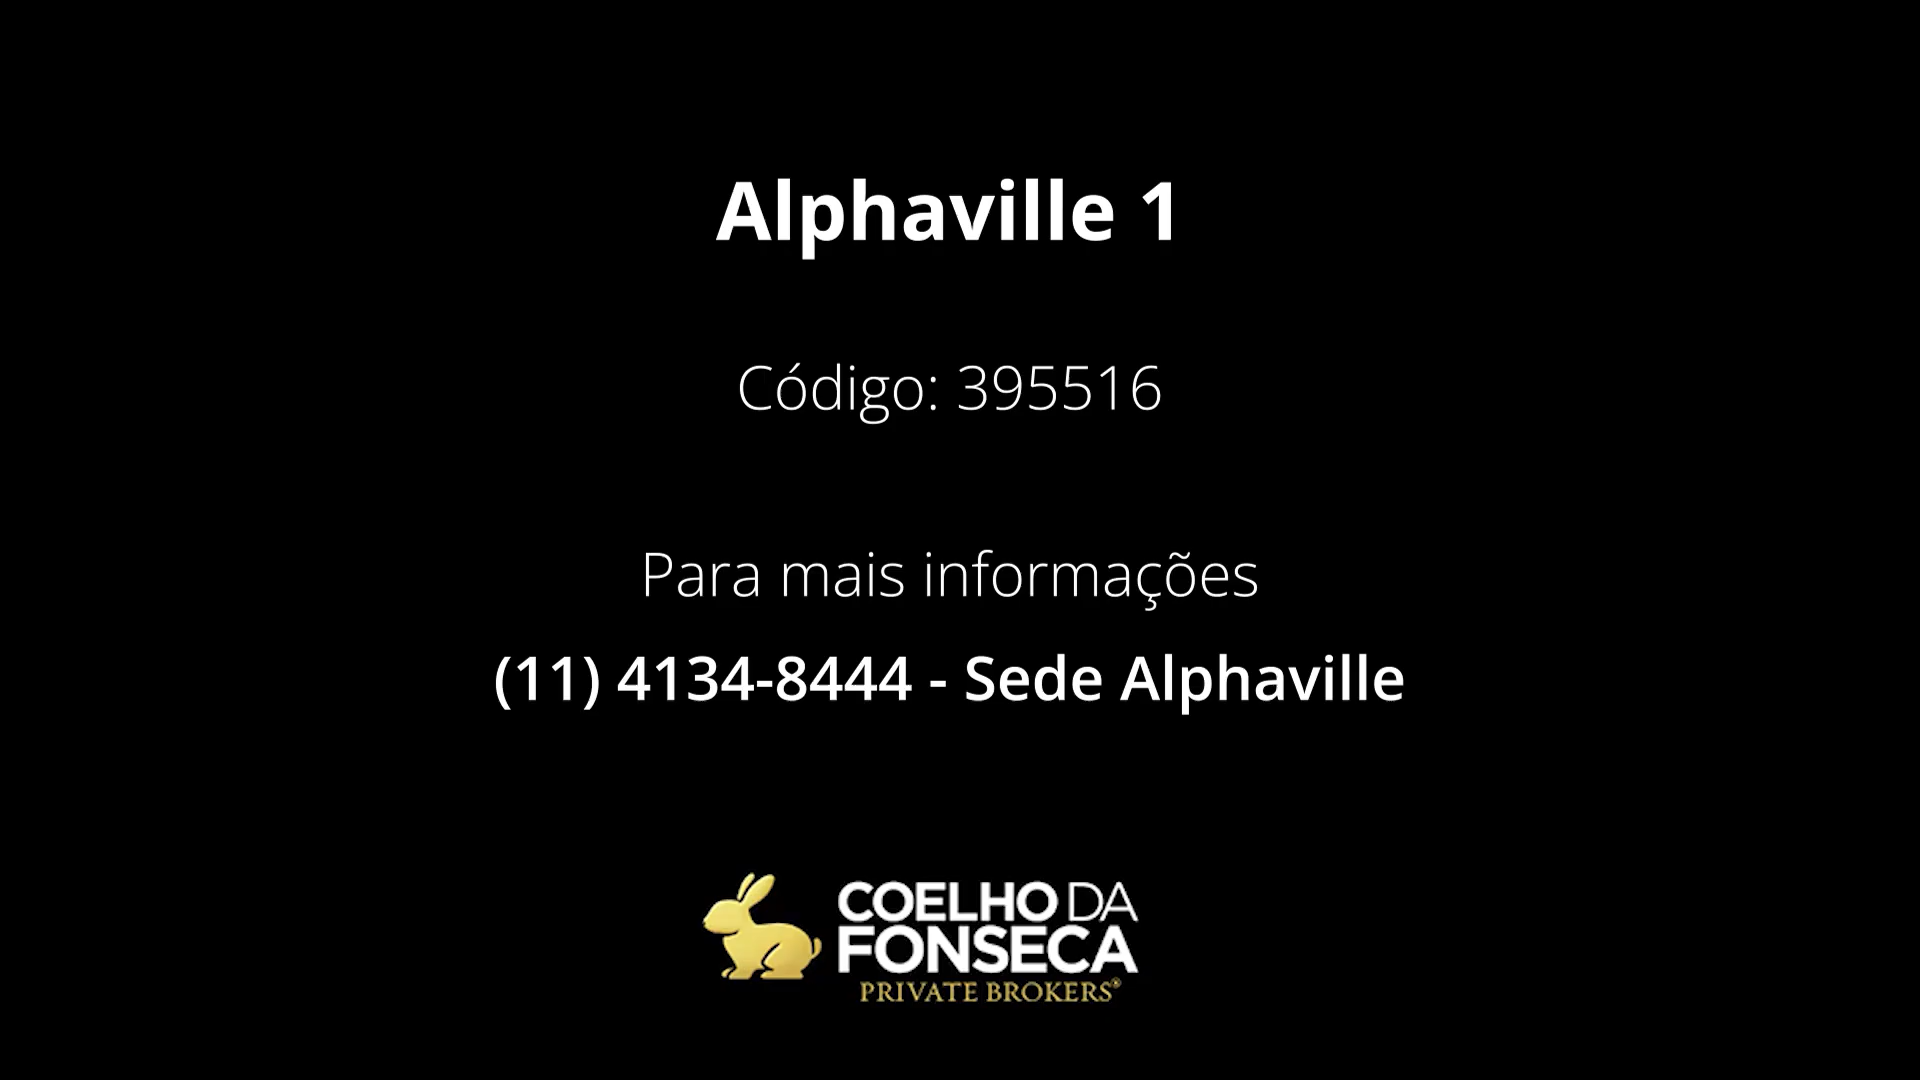 Alphaville 1
Código: 395516
Para mais informações
(11) 4134-8444 - Sede Alphaville
COELHO DA
FONSECA
PRIVATE BROKERS®